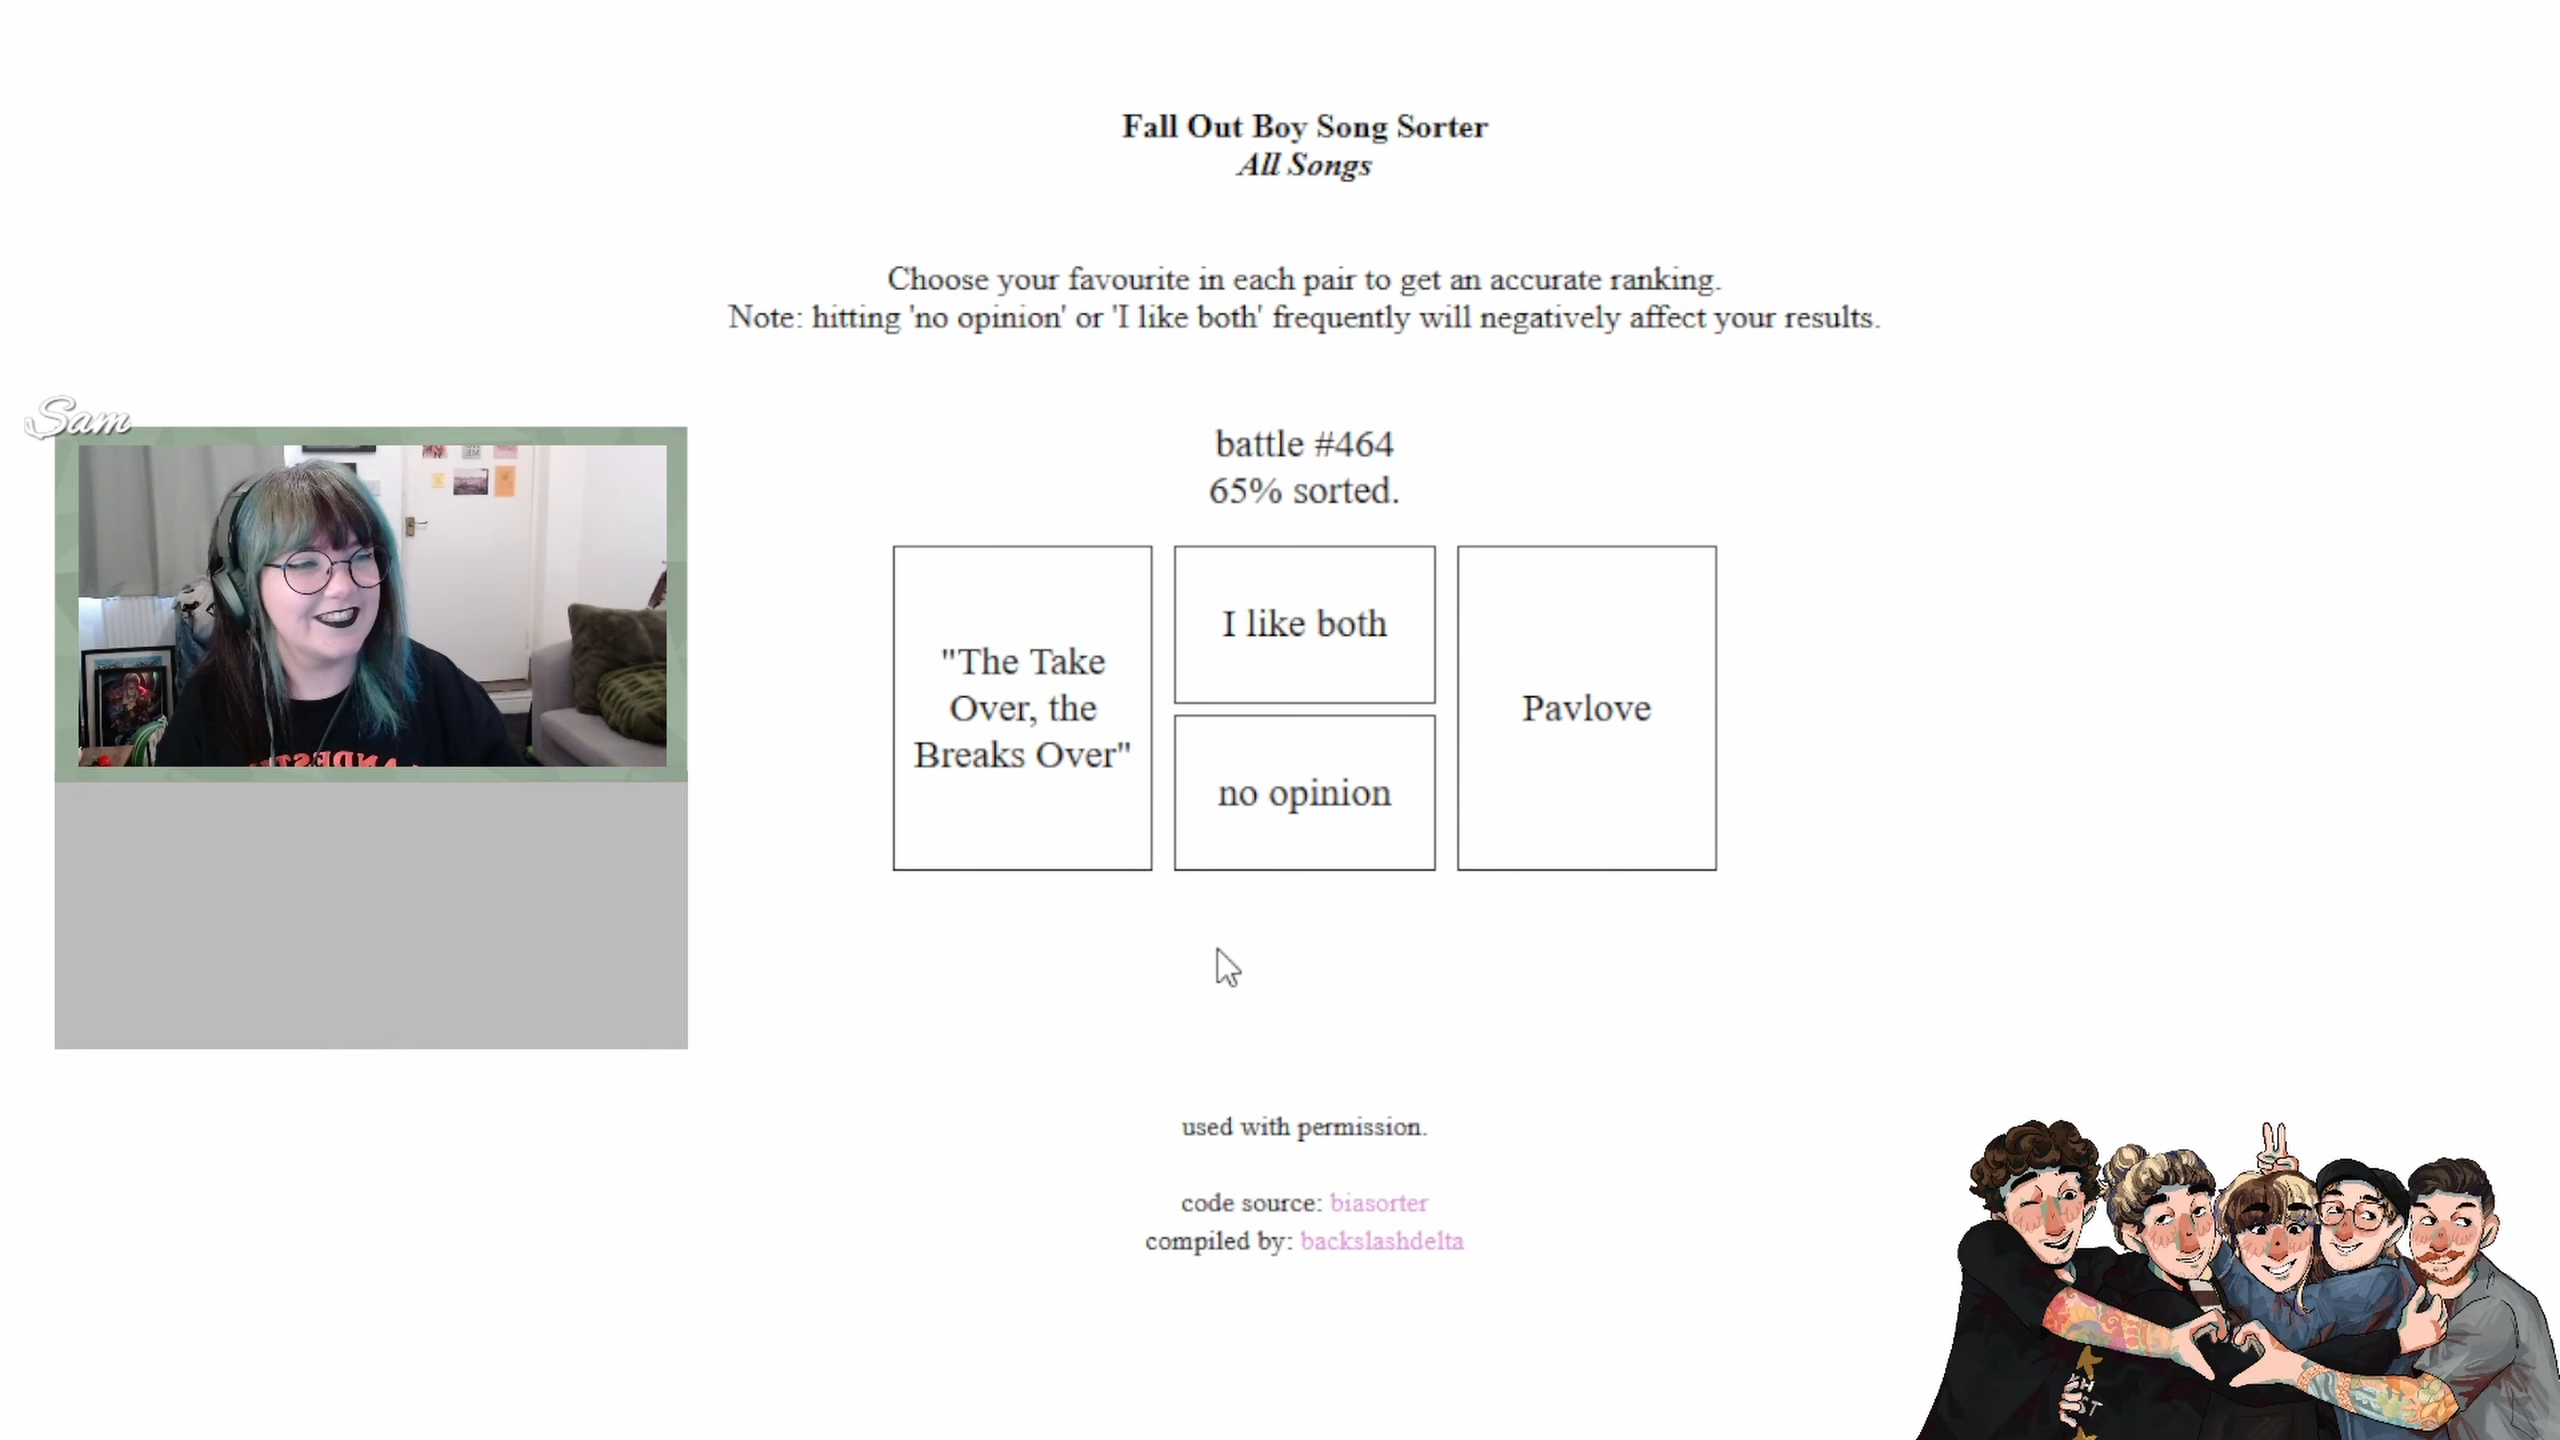 Fall Out Boy Song Sorter
All Songs
Choose your favourite in each pair to get an accurate ranking.
Note: hitting 'no opinion' or 'I like both' frequently will negatively affect your results.
Sam
battle #464
65% sorted.
"The Take
Over, the
Breaks Over"
I like both
no opinion
Pavlove
used with permission.
code source: biasorter
compiled by: backslashdelta